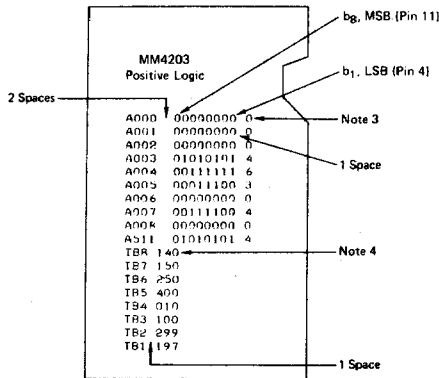 b8, MSB (Pin 11)
MM4203
Positive Logic
b1, LSB (Pin 4)
2 Spaces
A000 00000000 0
Note 3
A001 00000000 0
A002 00000000 0
1 Space
A003 01010101 4
A004 00111111 6
A005 00011100 3
A006 00000000 0
A007 00111100 4
A008 00000000 0
A511 01010101 4
TB8 140
Note 4
TB7 150
TB6 250
TB5 400
TB4 010
TB3 100
TB2 299
TB1 197
1 Space